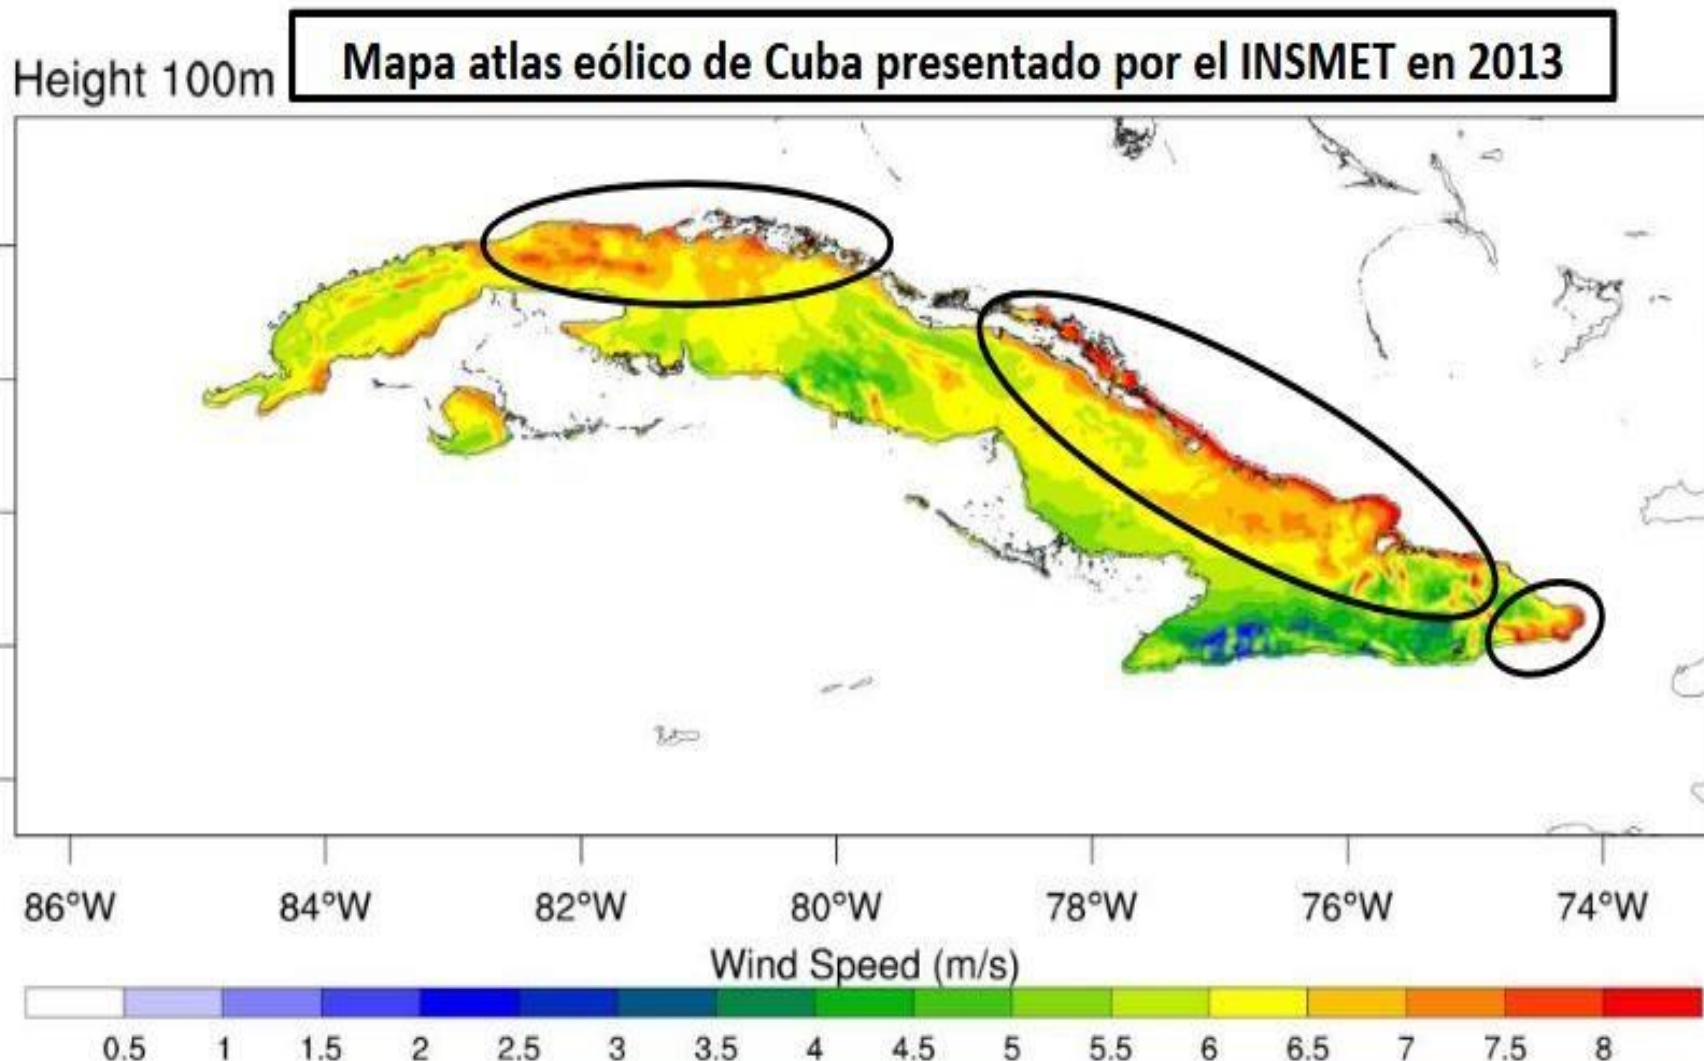 Mapa atlas eólico de Cuba presentado por el INSMET en 2013
Height 100m
86°W 84°W 82°W 80°W 78°W 76°W 74°W
Wind Speed (m/s)
0.5 1 1.5 2 2.5 3 3.5 4 4.5 5 5.5 6 6.5 7 7.5 8